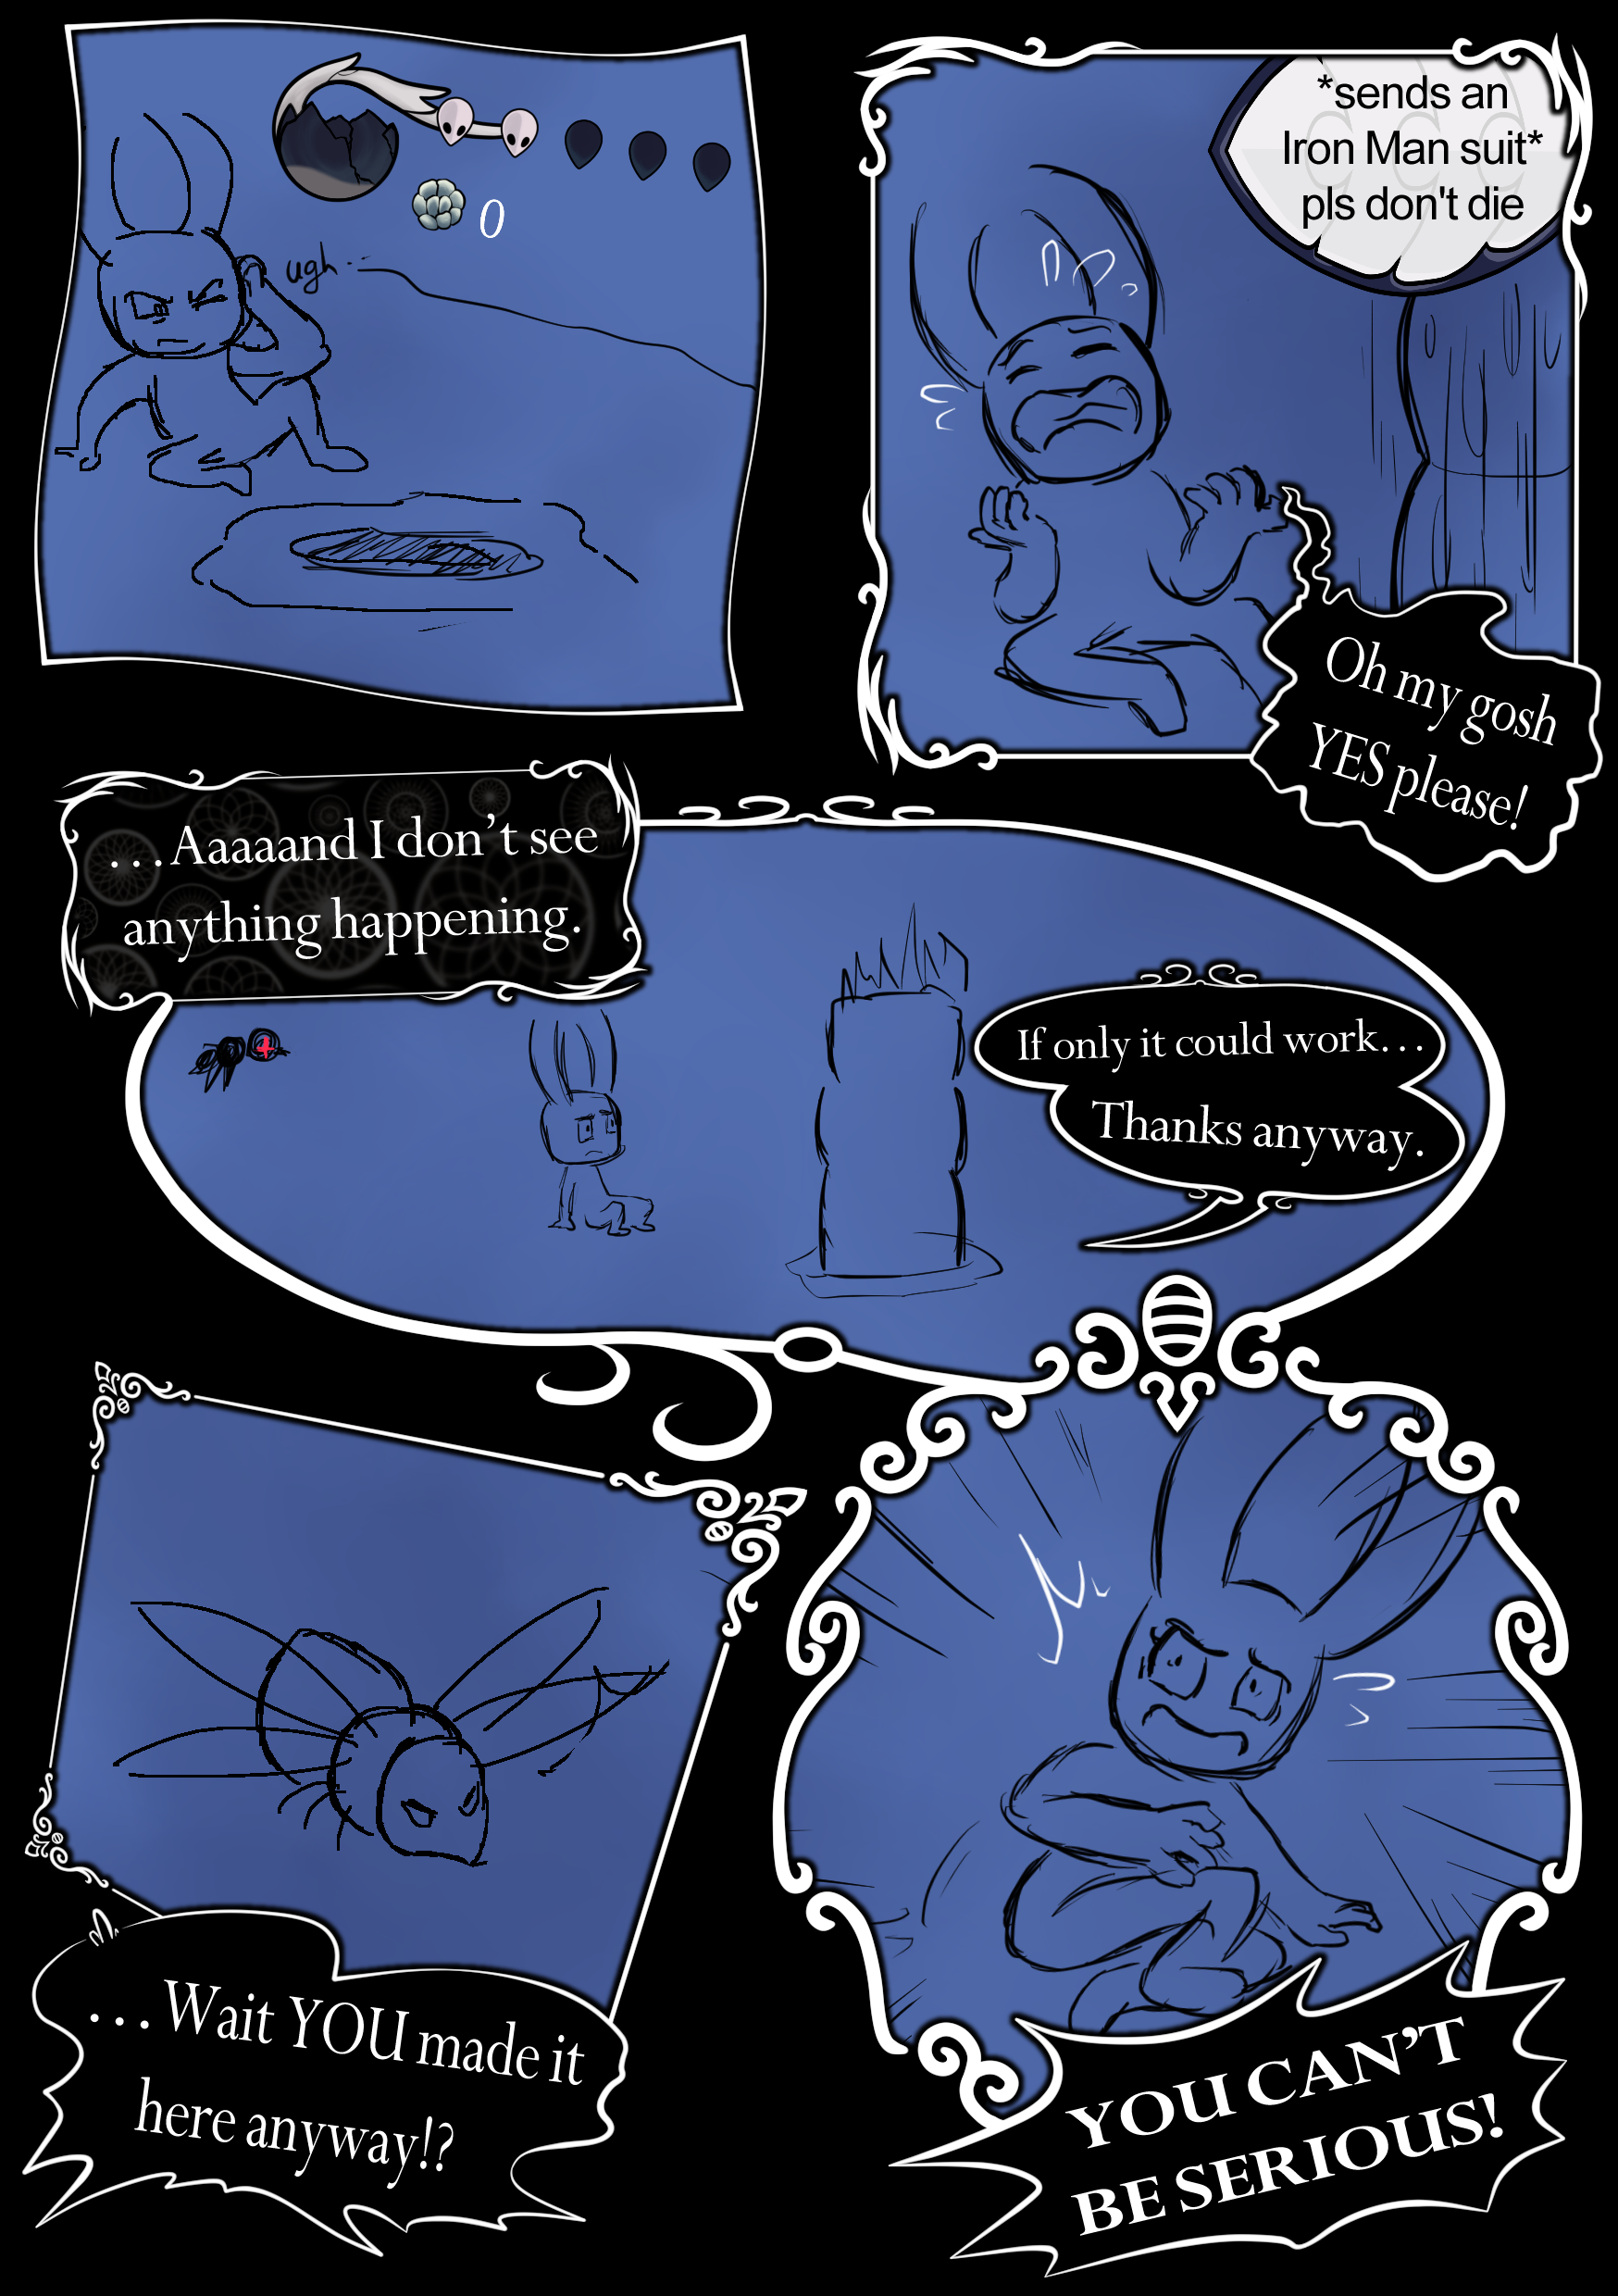 0
ugh..
*sends an
Iron Man suit*
pls don't die
Oh my gosh
YES please!
...Aaaaand I don't see
anything happening.
If only it could work...
Thanks anyway.
...Wait YOU made it
here anyway!?
YOU CAN'T
BE SERIOUS!